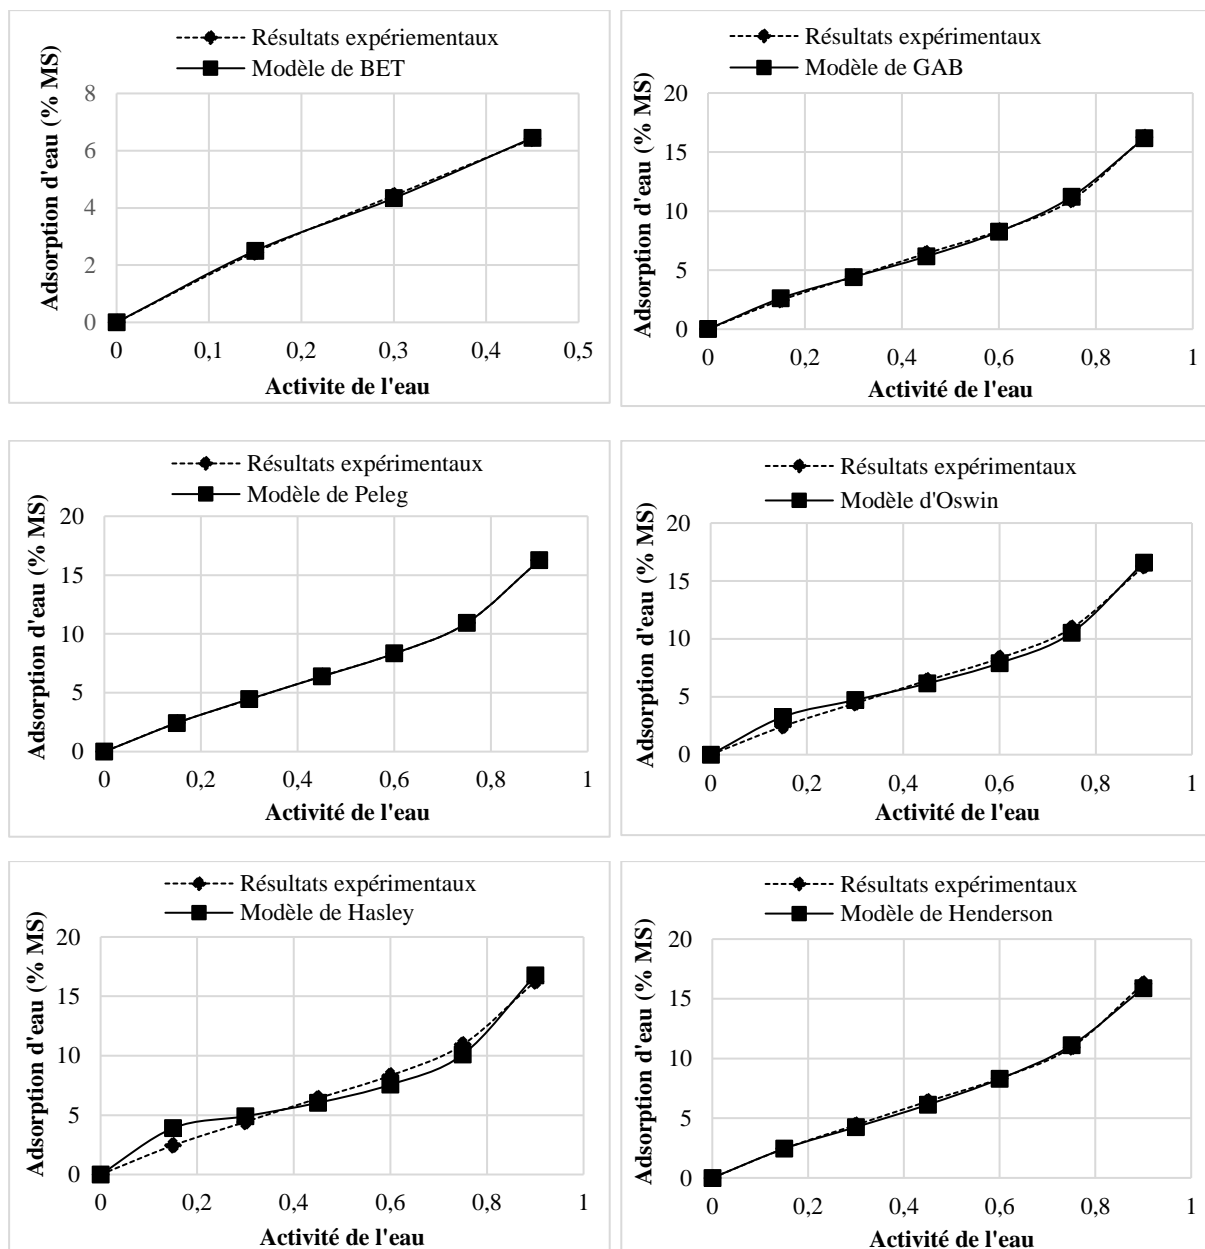 Résultats expériementaux
Modèle de BET
Adsorption d'eau (% MS)
8
6
4
2
0
0 0,1 0,2 0,3 0,4 0,5
Activite de l'eau
Résultats expérimentaux
Modèle de GAB
Adsorption d'eau (% MS)
20
15
10
5
0
0 0,2 0,4 0,6 0,8 1
Activité de l'eau
Résultats expérimentaux
Modèle de Peleg
Adsorption d'eau (% MS)
20
15
10
5
0
0 0,2 0,4 0,6 0,8 1
Activité de l'eau
Résultats expérimentaux
Modèle d'Oswin
Adsorption d'eau (% MS)
20
15
10
5
0
0 0,2 0,4 0,6 0,8 1
Activité de l'eau
Résultats expérimentaux
Modèle de Hasley
Adsorption d'eau (% MS)
20
15
10
5
0
0 0,2 0,4 0,6 0,8 1
Activité de l'eau
Résultats expérimentaux
Modèle de Henderson
Adsorption d'eau (% MS)
20
15
10
5
0
0 0,2 0,4 0,6 0,8 1
Activité de l'eau